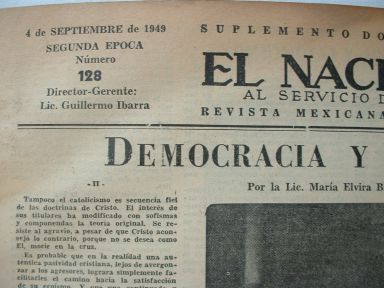 4 de SEPTIEMBRE de 1949
SEGUNDA EPOCA
Número
128
Director-Gerente:
Lic. Guillermo Ibarra
SUPLEMENTO DO
EL NAC
AL SERVICIO D
REVISTA MEXICANA
DEMOCRACIA Y
- II -
Por la Lic. María Elvira B
Tampoco el catolicismo es secuencia fiel
de las doctrinas de Cristo. El interés de
sus titulares ha modificado con sofismas
y componendas la teoría original. Se re-
siste al agravio, a pesar de que Cristo acon-
sejó lo contrario, porque no se desea como
El, morir en la cruz.
Es probable que en la realidad una au-
téntica pasividad cristiana, lejos de avergon-
zar a los agresores, lograra simplemente fa-
cilitarles el camino hacia la satisfacción